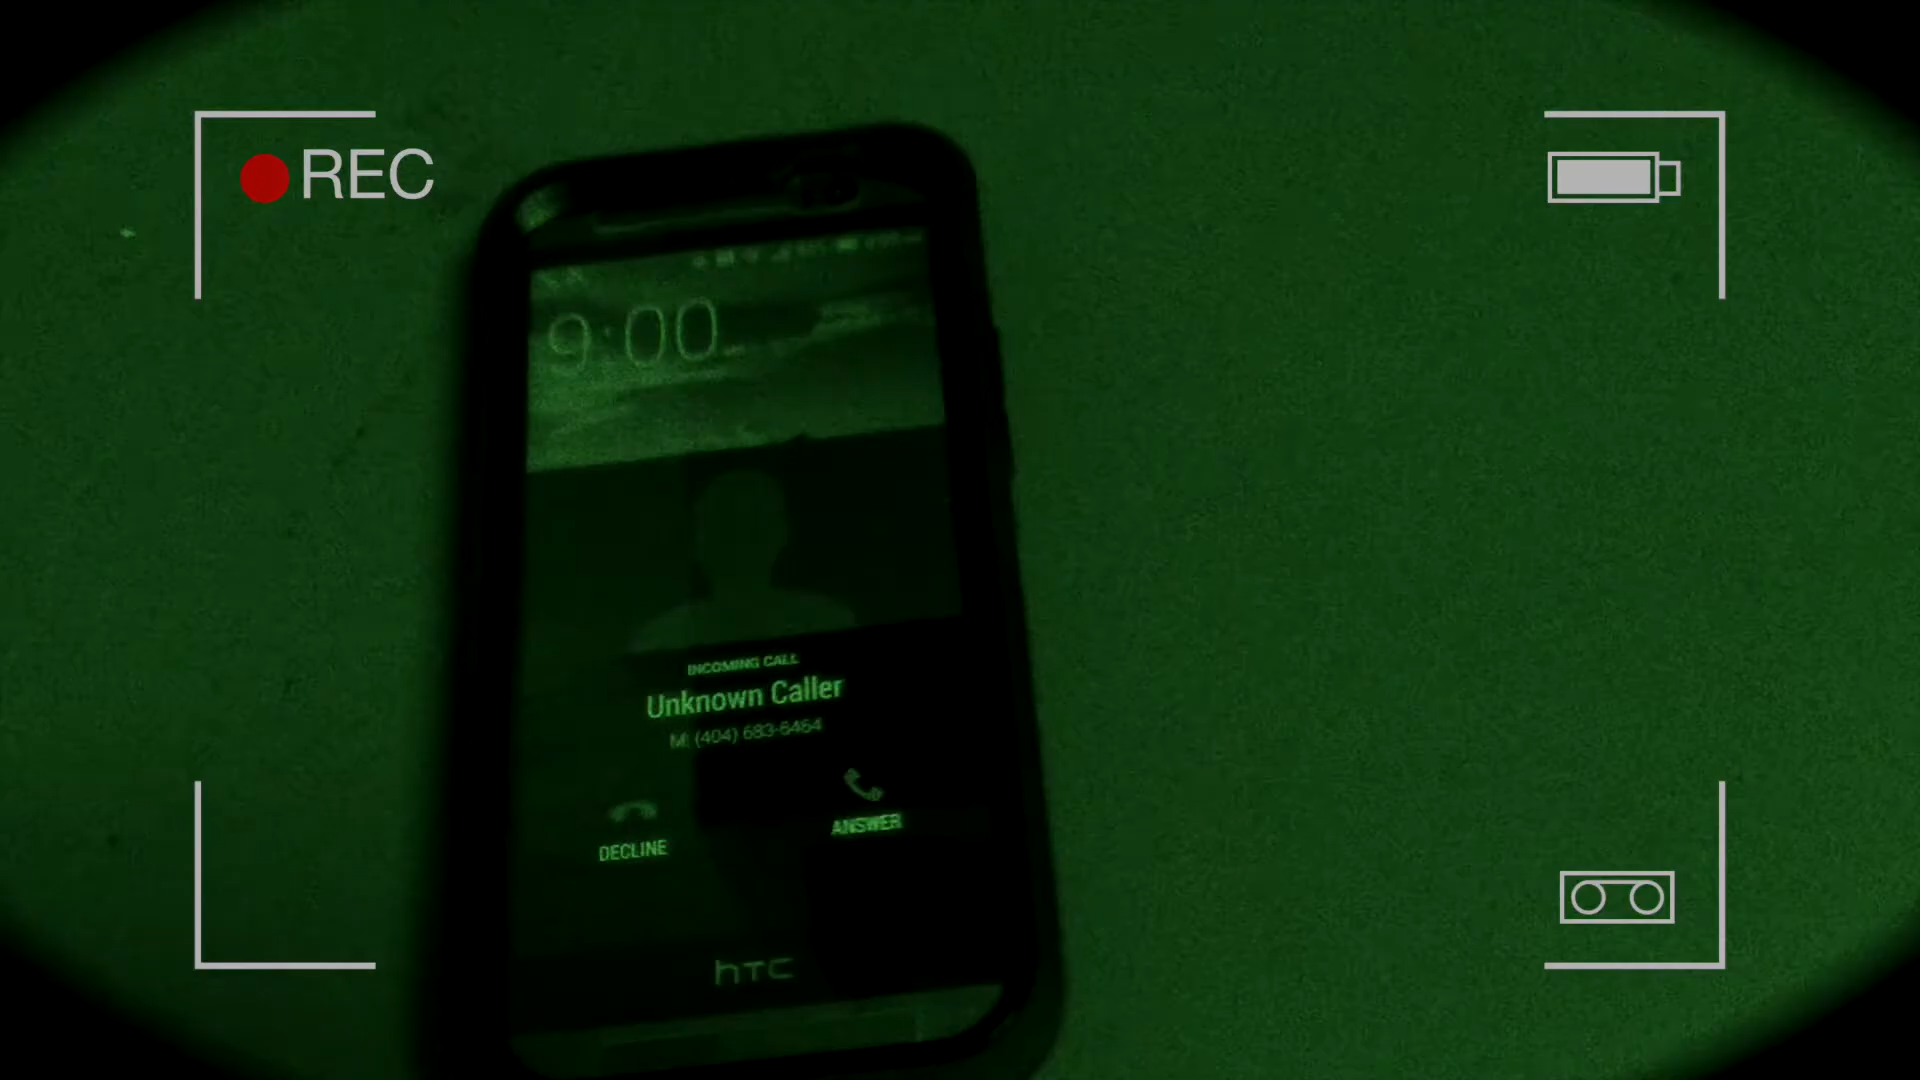 REC
9:00
INCOMING CALL
Unknown Caller
M: (404) 683-6464
ANSWER
DECLINE
hTC